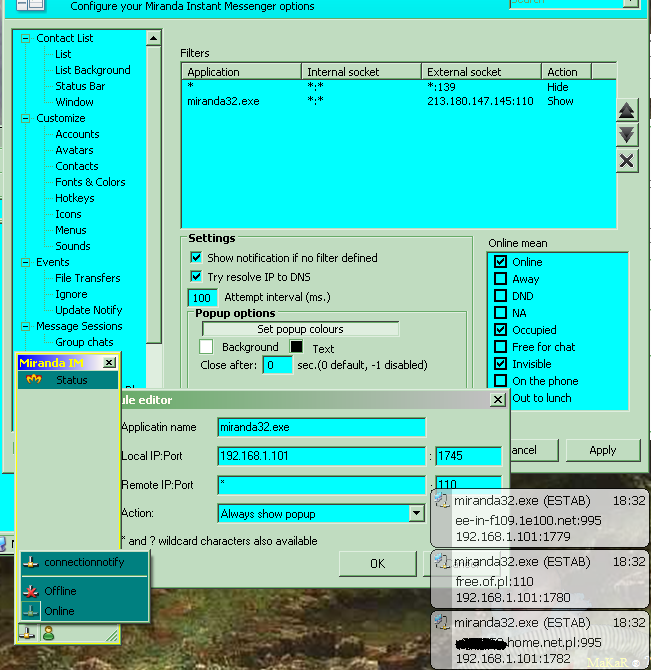 Configure your Miranda Instant Messenger options
Search
Contact List
List
List Background
Status Bar
Window
Customize
Accounts
Avatars
Contacts
Fonts & Colors
Hotkeys
Icons
Menus
Sounds
Events
File Transfers
Ignore
Update Notify
Message Sessions
Group chats
Filters
Application Internal socket External socket Action
* *:* *:139 Hide
miranda32.exe *:* 213.180.147.145:110 Show
Settings
Show notification if no filter defined
Try resolve IP to DNS
100 Attempt interval (ms.)
Popup options
Set popup colours
Background Text
Close after: 0 sec.(0 default, -1 disabled)
Online mean
Online
Away
DND
NA
Occupied
Free for chat
Invisible
On the phone
Out to lunch
ancel Apply
Miranda IM
Status
connectionnotify
Offline
Online
ule editor
Applicatin name miranda32.exe
Local IP:Port 192.168.1.101 : 1745
Remote IP:Port * : 110
Action: Always show popup
* and ? wildcard characters also available
OK
miranda32.exe (ESTAB) 18:32
ee-in-f109.1e100.net:995
192.168.1.101:1779
miranda32.exe (ESTAB) 18:32
free.of.pl:110
192.168.1.101:1780
miranda32.exe (ESTAB) 18:32
home.net.pl:995
192.168.1.101:1782
MaKaR